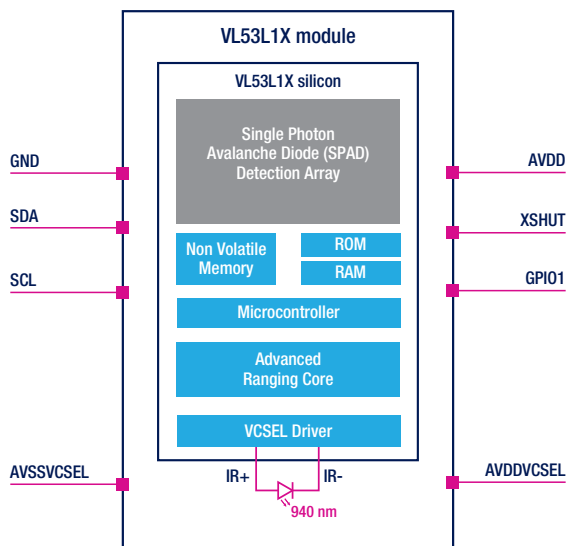 VL53L1X module
VL53L1X silicon
Single Photon
Avalanche Diode (SPAD)
Detection Array
GND
AVDD
SDA
XSHUT
Non Volatile
Memory
ROM
RAM
SCL
GPIO1
Microcontroller
Advanced
Ranging Core
VCSEL Driver
AVSSVCSEL
IR+
IR-
AVDDVCSEL
940 nm